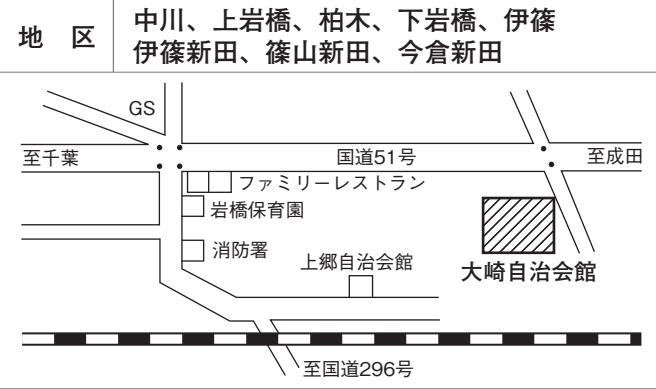 地 区
中川、上岩橋、柏木、下岩橋、伊篠
伊篠新田、篠山新田、今倉新田
GS
至千葉
国道51号
至成田
ファミリーレストラン
岩橋保育園
消防署
上郷自治会館
大崎自治会館
至国道296号